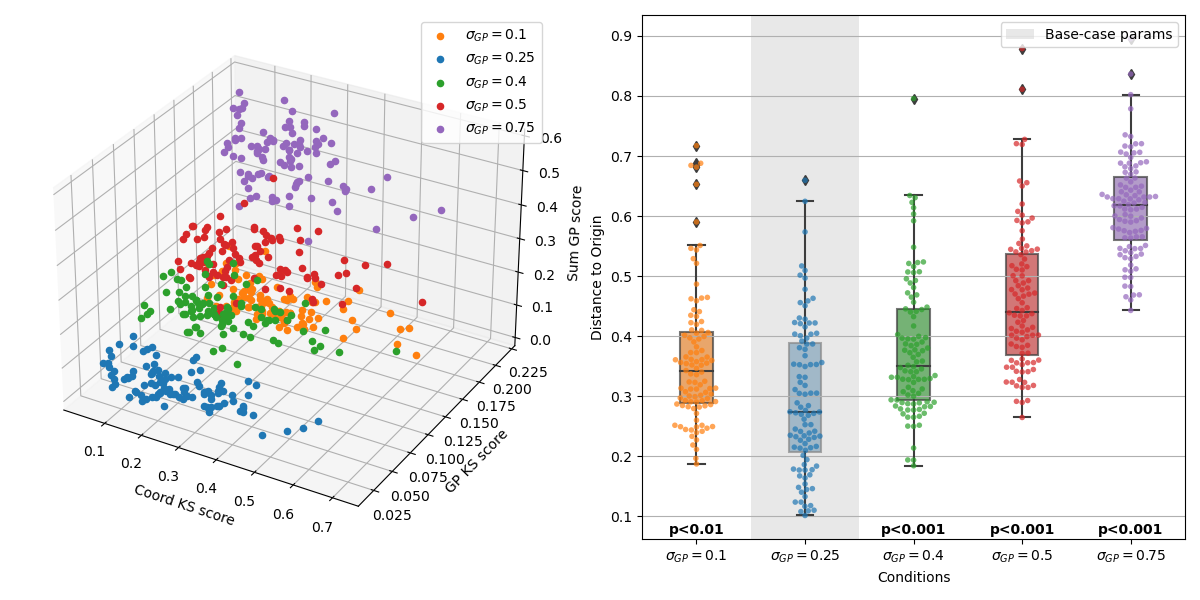 σGP = 0.1
σGP = 0.25
σGP = 0.4
σGP = 0.5
σGP = 0.75
0.6
0.5
0.4
0.3
0.2
0.1
0.0
Sum GP score
0.225
0.200
0.175
0.150
0.125
0.100
0.075
0.050
0.025
GP KS score
0.1
0.2
0.3
0.4
0.5
0.6
0.7
Coord KS score
Base-case params
0.9
0.8
0.7
0.6
0.5
0.4
0.3
0.2
0.1
Distance to Origin
p<0.01
p<0.001
p<0.001
p<0.001
σGP = 0.1
σGP = 0.25
σGP = 0.4
σGP = 0.5
σGP = 0.75
Conditions